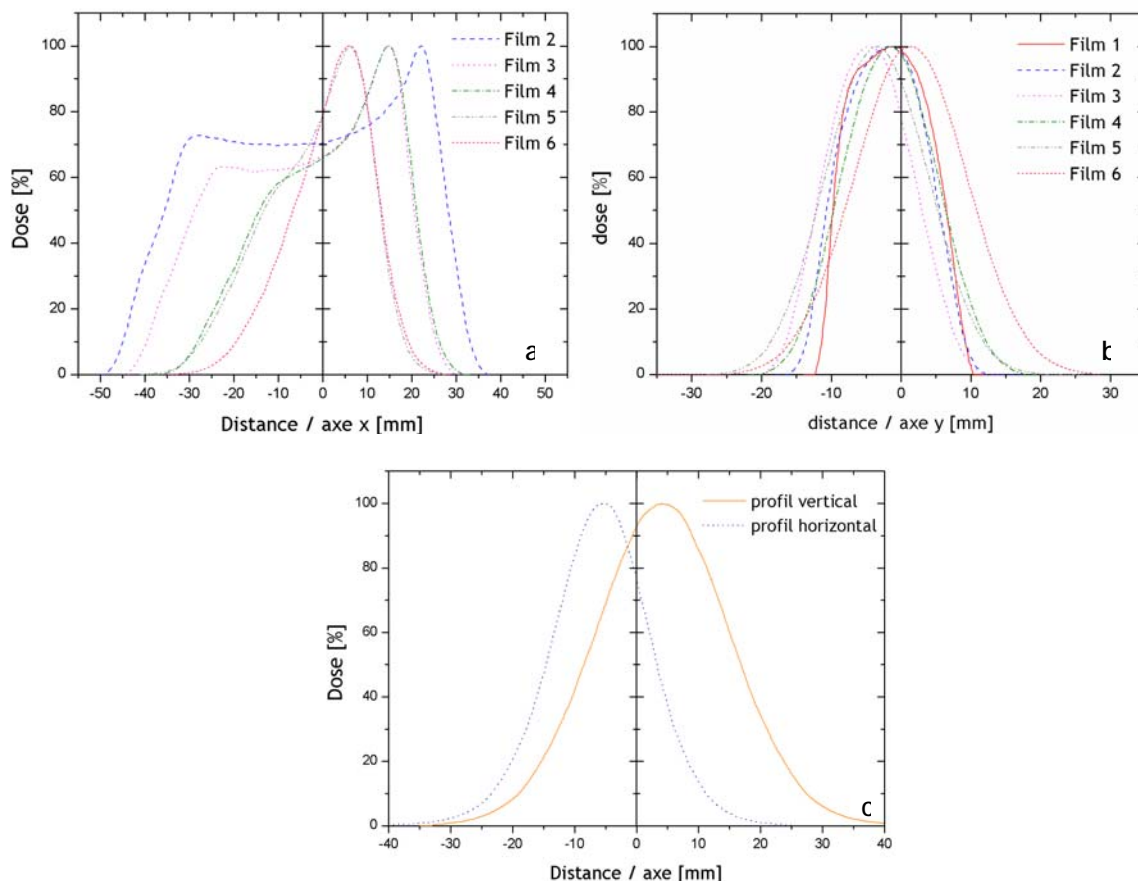 Dose [%]
100
80
60
40
20
0
-50 -40 -30 -20 -10 0 10 20 30 40 50
Distance / axe x [mm]
Film 2
Film 3
Film 4
Film 5
Film 6
a
dose [%]
100
80
60
40
20
0
-30 -20 -10 0 10 20 30
distance / axe y [mm]
Film 1
Film 2
Film 3
Film 4
Film 5
Film 6
b
Dose [%]
100
80
60
40
20
0
-40 -30 -20 -10 0 10 20 30 40
Distance / axe [mm]
profil vertical
profil horizontal
c